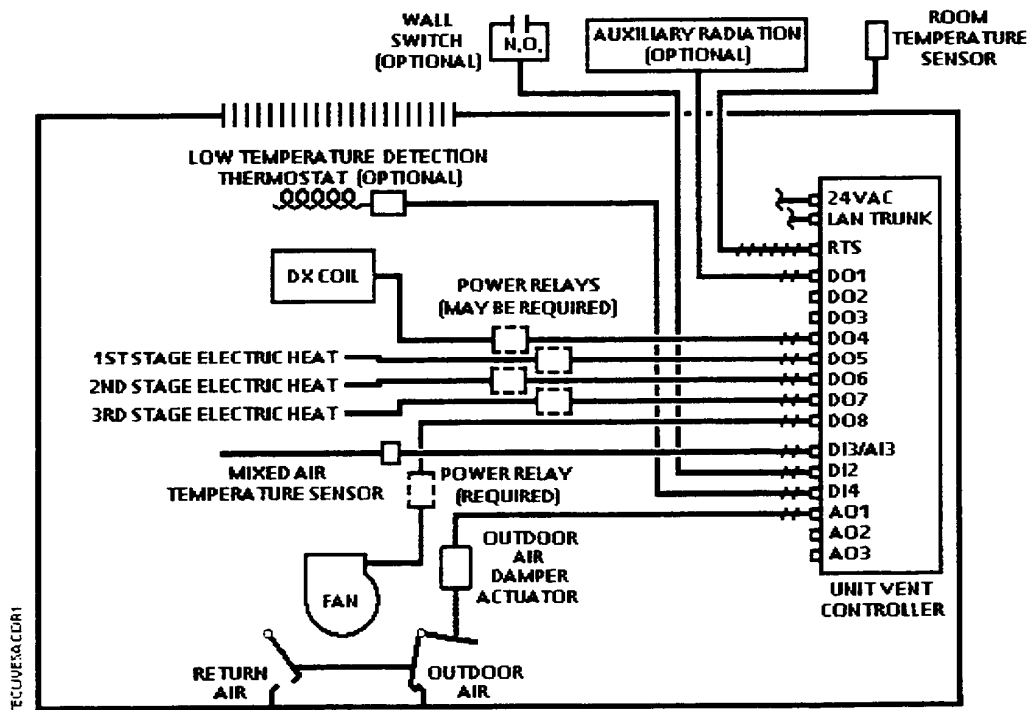 WALL
SWITCH
(OPTIONAL)
N.O.
AUXILIARY RADIATION
(OPTIONAL)
ROOM
TEMPERATURE
SENSOR
LOW TEMPERATURE DETECTION
THERMOSTAT (OPTIONAL)
24VAC
LAN TRUNK
RTS
DO1
DO2
DO3
DO4
DO5
DO6
DO7
DO8
DI3/AI3
DI2
DI4
AO1
AO2
AO3
UNIT VENT
CONTROLLER
DX COIL
POWER RELAYS
(MAY BE REQUIRED)
1ST STAGE ELECTRIC HEAT
2ND STAGE ELECTRIC HEAT
3RD STAGE ELECTRIC HEAT
MIXED AIR
TEMPERATURE SENSOR
POWER RELAY
(REQUIRED)
OUTDOOR
AIR
DAMPER
ACTUATOR
FAN
RETURN
AIR
OUTDOOR
AIR